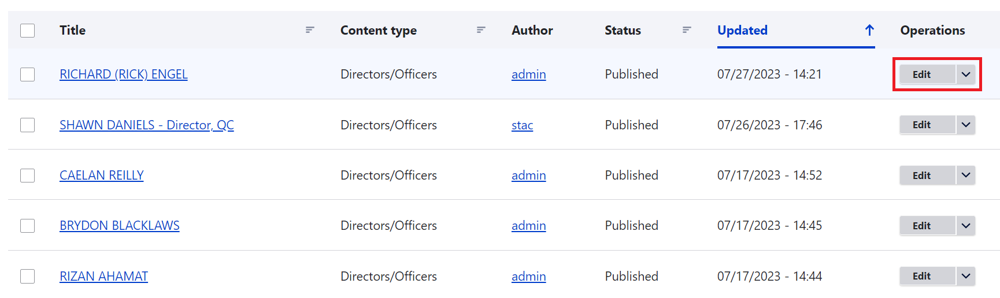 Title Content type Author Status Updated Operations
RICHARD (RICK) ENGEL Directors/Officers admin Published 07/27/2023 - 14:21 Edit
SHAWN DANIELS - Director, QC Directors/Officers stac Published 07/26/2023 - 17:46 Edit
CAELAN REILLY Directors/Officers admin Published 07/17/2023 - 14:52 Edit
BRYDON BLACKLAWS Directors/Officers admin Published 07/17/2023 - 14:45 Edit
RIZAN AHAMAT Directors/Officers admin Published 07/17/2023 - 14:44 Edit